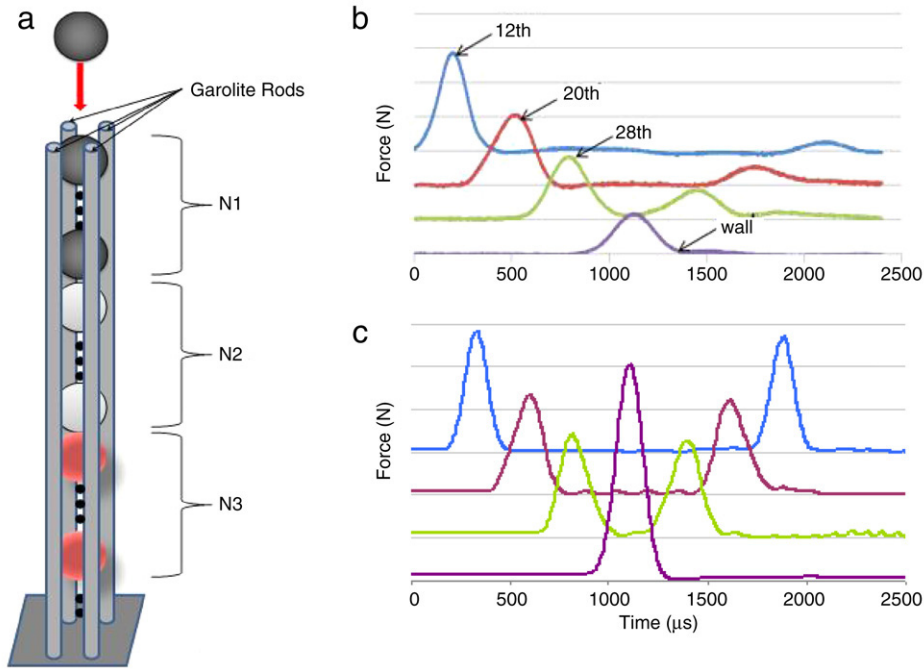 a
Garolite Rods
N1
N2
N3
b
Force (N)
12th
20th
28th
wall
0 500 1000 1500 2000 2500
c
Force (N)
0 500 1000 1500 2000 2500
Time (μs)